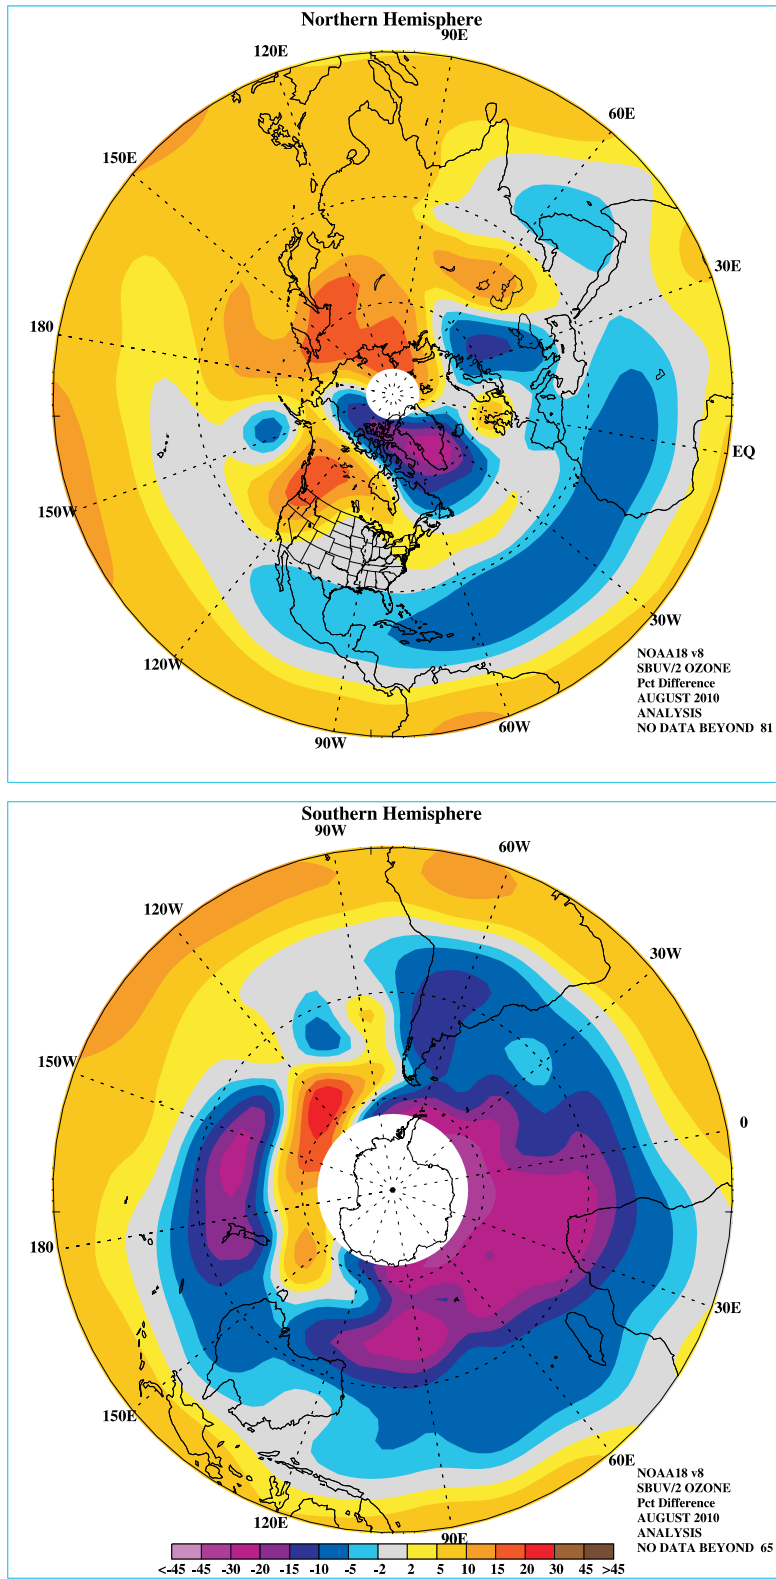 Northern Hemisphere
90E
120E
60E
150E
30E
180
EQ
150W
30W
120W
60W
90W
NOAA18 v8
SBUV/2 OZONE
Pct Difference
AUGUST 2010
ANALYSIS
NO DATA BEYOND 81
Southern Hemisphere
90W
60W
120W
30W
150W
0
180
30E
150E
60E
120E
90E
NOAA18 v8
SBUV/2 OZONE
Pct Difference
AUGUST 2010
ANALYSIS
NO DATA BEYOND 65
<-45 -45 -30 -20 -15 -10 -5 -2 2 5 10 15 20 30 45 >45